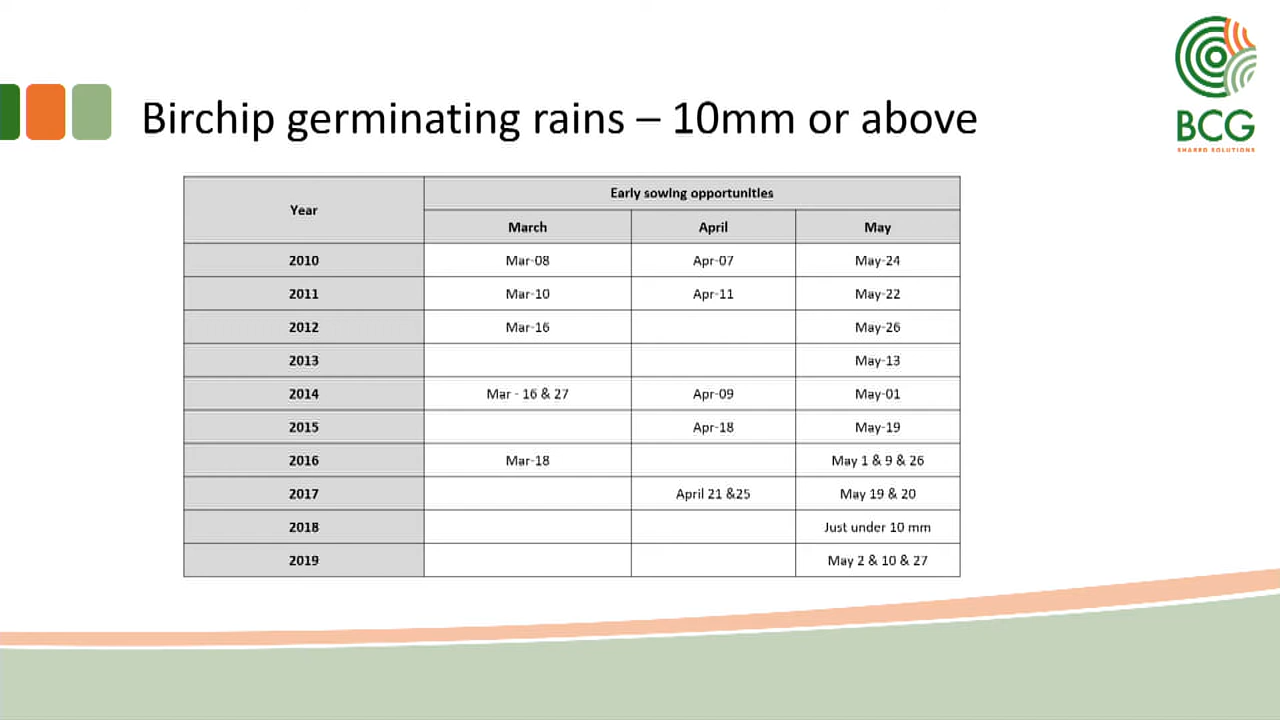 BCG
SHARED SOLUTIONS
Birchip germinating rains – 10mm or above
Year
Early sowing opportunities
March April May
2010 Mar-08 Apr-07 May-24
2011 Mar-10 Apr-11 May-22
2012 Mar-16 May-26
2013 May-13
2014 Mar - 16 & 27 Apr-09 May-01
2015 Apr-18 May-19
2016 Mar-18 May 1 & 9 & 26
2017 April 21 &25 May 19 & 20
2018 Just under 10 mm
2019 May 2 & 10 & 27